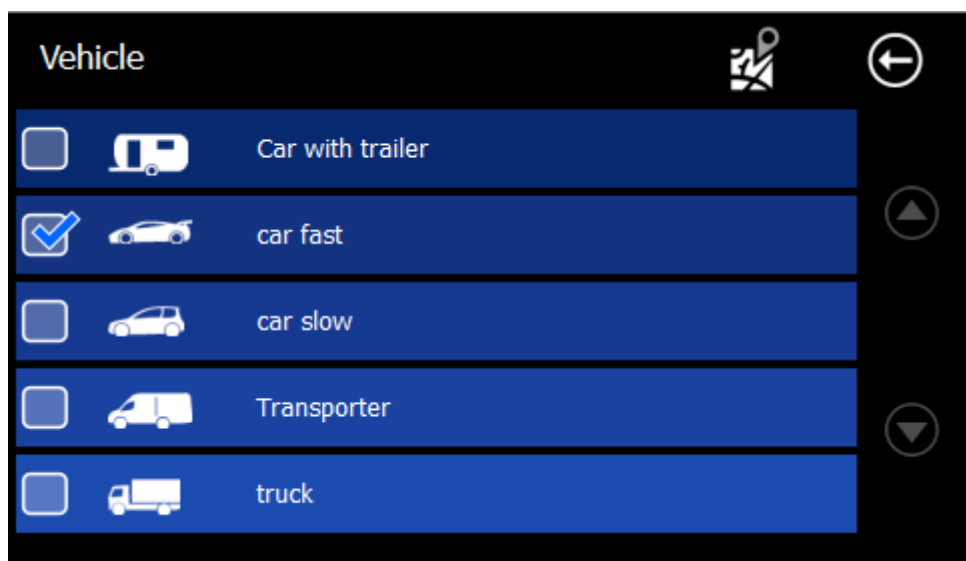 Vehicle
Car with trailer
car fast
car slow
Transporter
truck